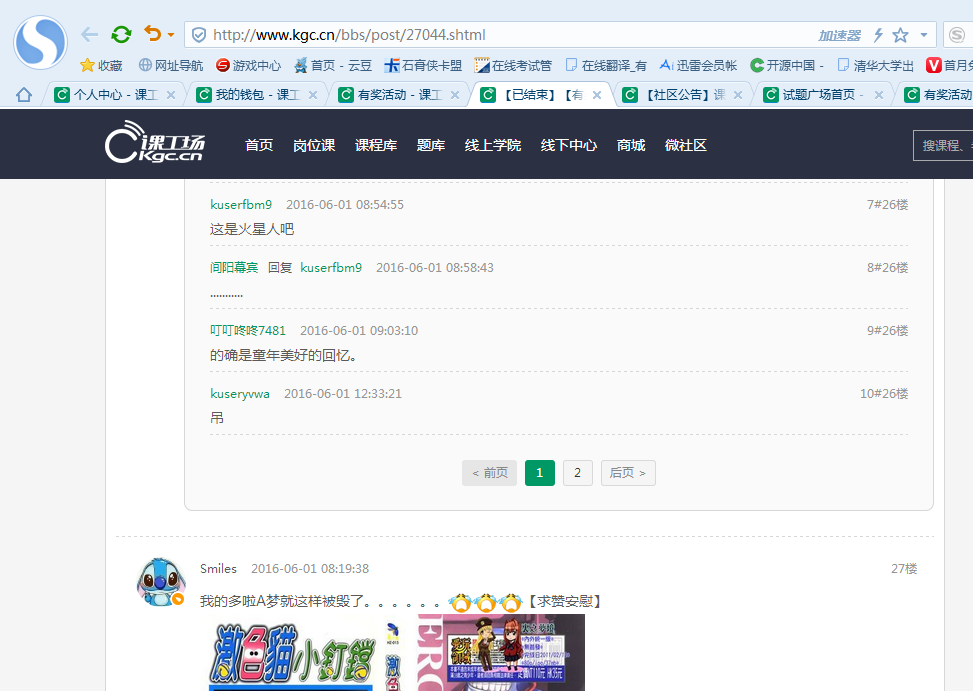 http://www.kgc.cn/bbs/post/27044.shtml 加速器
收藏 网址导航 游戏中心 首页 - 云豆 石育侠卡盟 在线考试管 在线翻译_有 迅雷会员帐 开源中国 - 清华大学出 首月免
个人中心 - 课工 我的钱包 - 课工 有奖活动 - 课工 【已结束】【有 【社区公告】课 试题广场首页 - 有奖活动
课工场 Kgc.cn 首页 岗位课 课程库 题库 线上学院 线下中心 商城 微社区 搜课程、
kuserfbm9 2016-06-01 08:54:55 7#26楼
这是火星人吧
间阳幕宾 回复 kuserfbm9 2016-06-01 08:58:43 8#26楼
...........
叮叮咚咚7481 2016-06-01 09:03:10 9#26楼
的确是童年美好的回忆。
kuseryvwa 2016-06-01 12:33:21 10#26楼
吊
< 前页 1 2 后页 >
Smiles 2016-06-01 08:19:38 27楼
我的多啦A梦就这样被毁了。。。。。。【求赞安慰】
激色貓小釘鐺